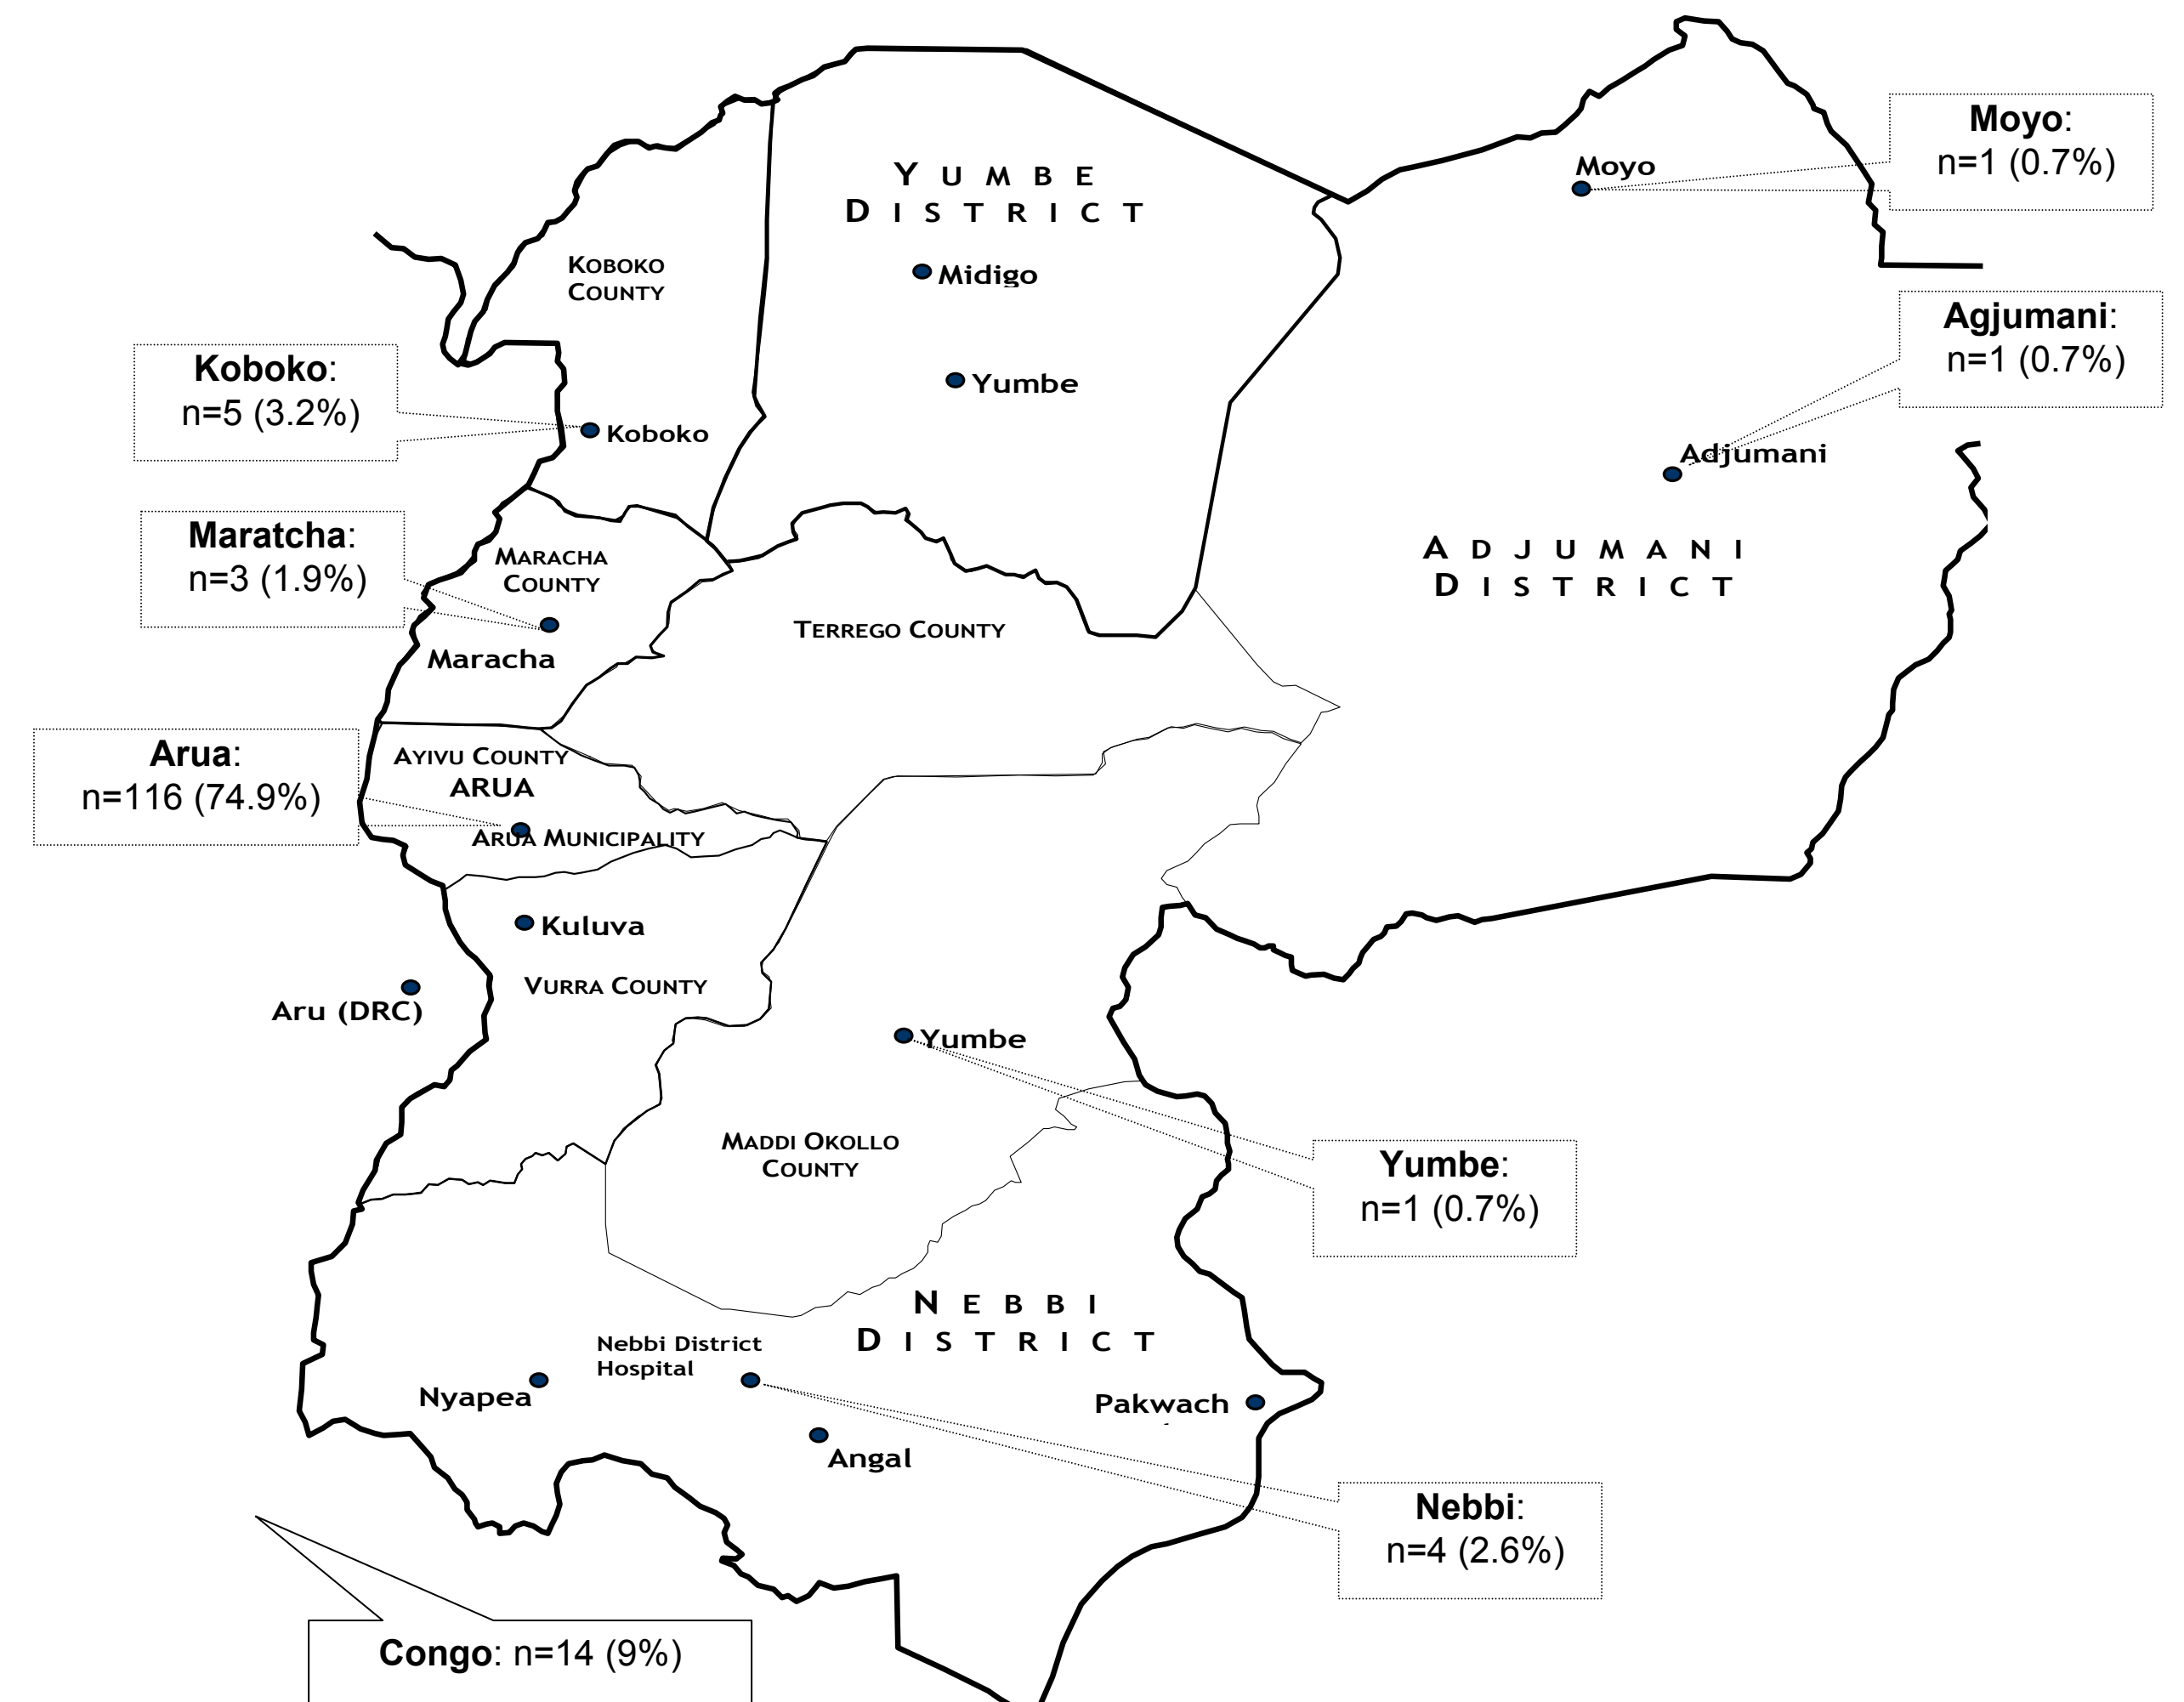 Moyo:
n=1 (0.7%)
Moyo
YUMBE
DISTRICT
KOBOKO
COUNTY
Midigo
Agjumani:
n=1 (0.7%)
Koboko:
n=5 (3.2%)
Yumbe
Koboko
Adjumani
Maratcha:
n=3 (1.9%)
MARACHA
COUNTY
ADJUMANI
DISTRICT
TERREGO COUNTY
Maracha
Arua:
n=116 (74.9%)
AYIVU COUNTY
ARUA
ARUA MUNICIPALITY
Kuluva
VURRA COUNTY
Aru (DRC)
Yumbe
MADDI OKOLLO
COUNTY
Yumbe:
n=1 (0.7%)
NEBBI
DISTRICT
Nebbi District
Hospital
Nyapea
Pakwach
Angal
Nebbi:
n=4 (2.6%)
Congo: n=14 (9%)